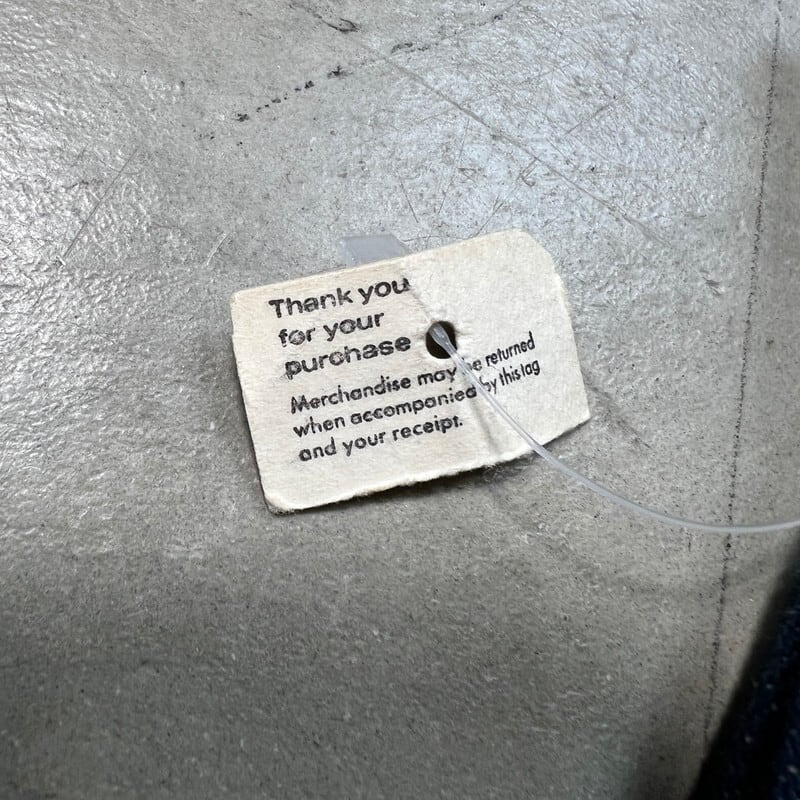 Thank you
for your
purchase
Merchandise may be returned
when accompanied by this tag
and your receipt.